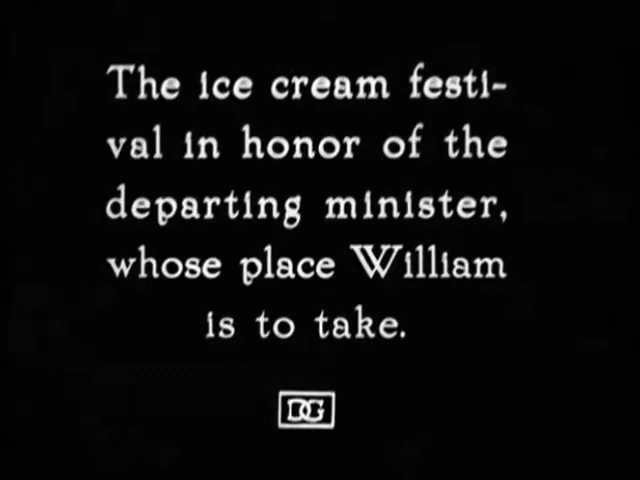 The ice cream festi-
val in honor of the
departing minister,
whose place William
is to take.
DG